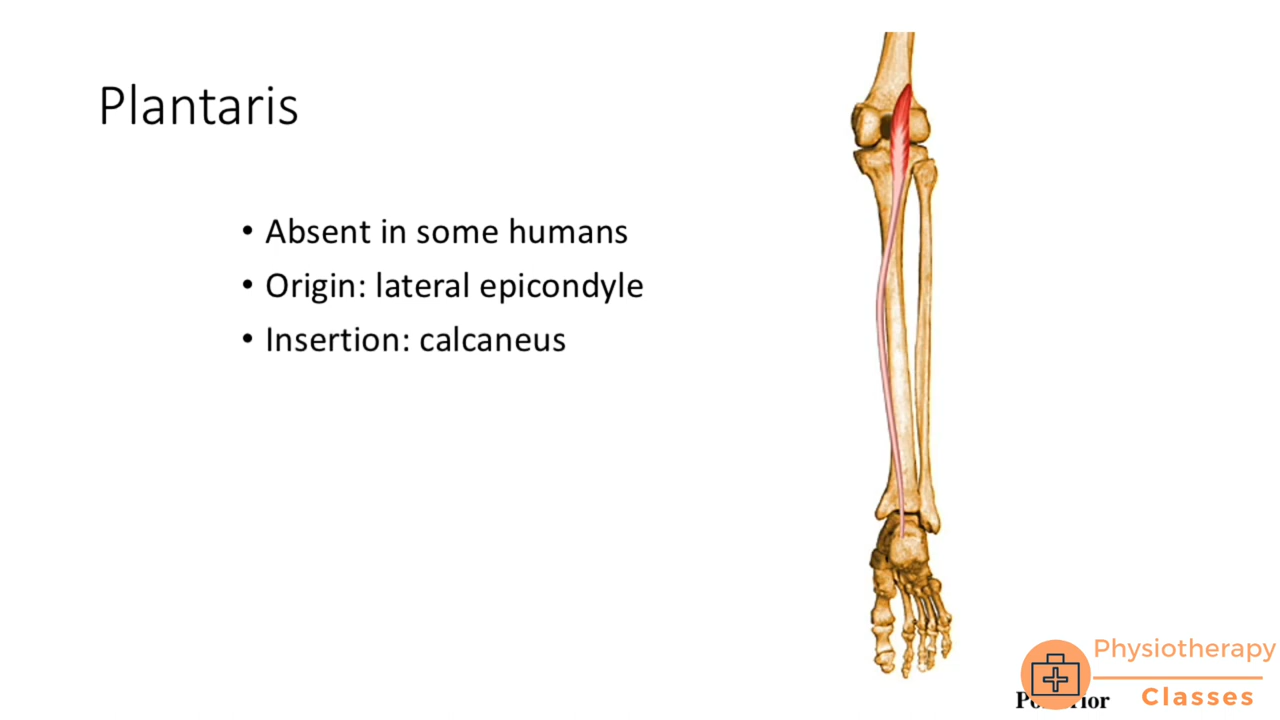 Plantaris
• Absent in some humans
• Origin: lateral epicondyle
• Insertion: calcaneus
Physiotherapy
Classes